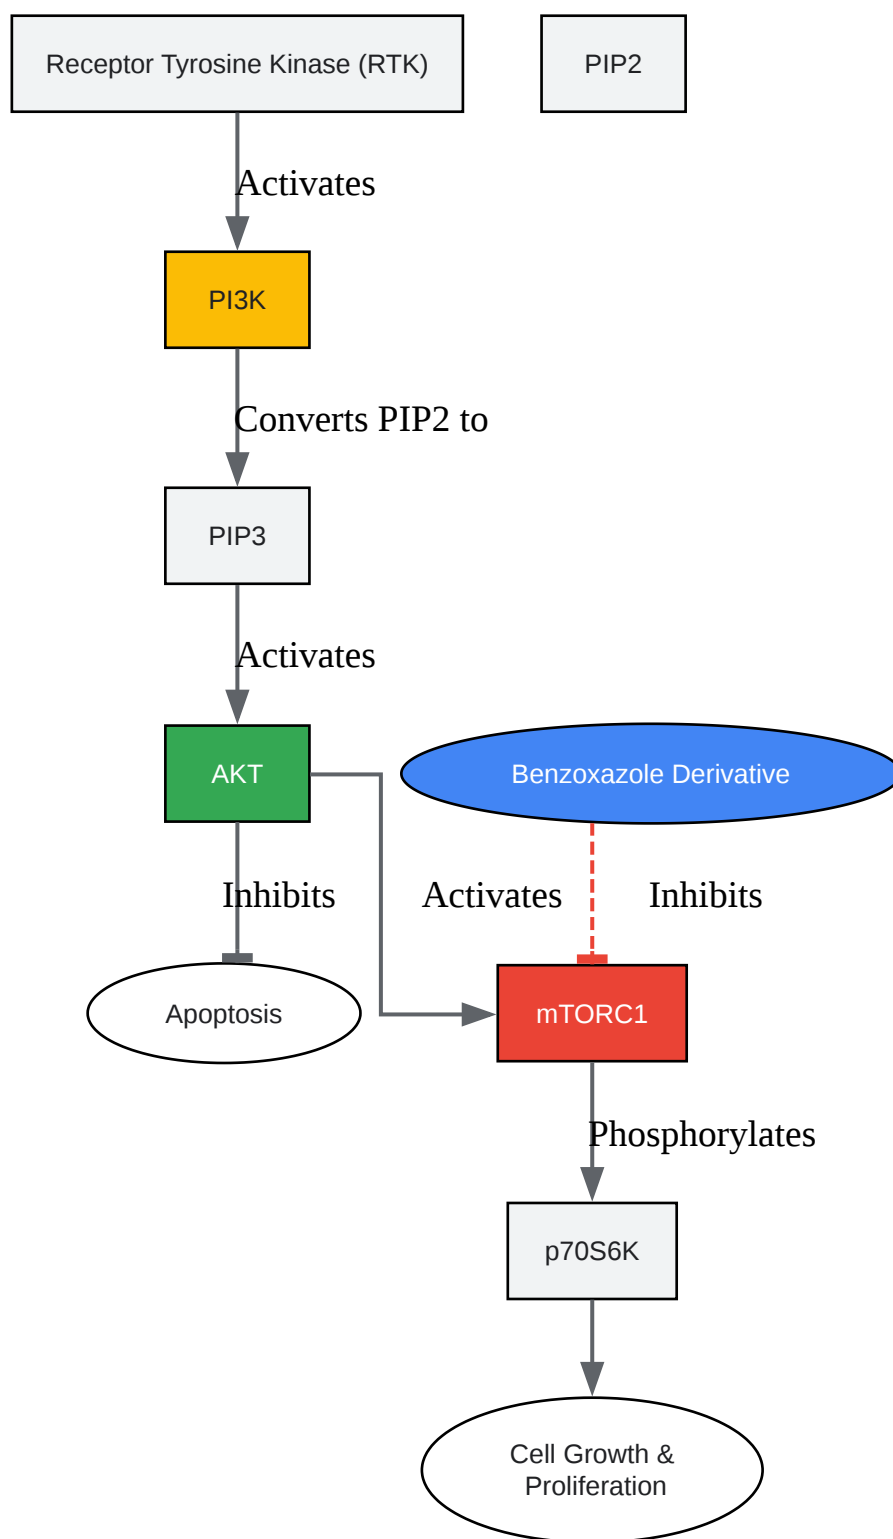 Receptor Tyrosine Kinase (RTK)
PIP2
Activates
PI3K
Converts PIP2 to
PIP3
Activates
AKT
Benzoxazole Derivative
Inhibits
Activates
Inhibits
Apoptosis
mTORC1
Phosphorylates
p70S6K
Cell Growth &
Proliferation